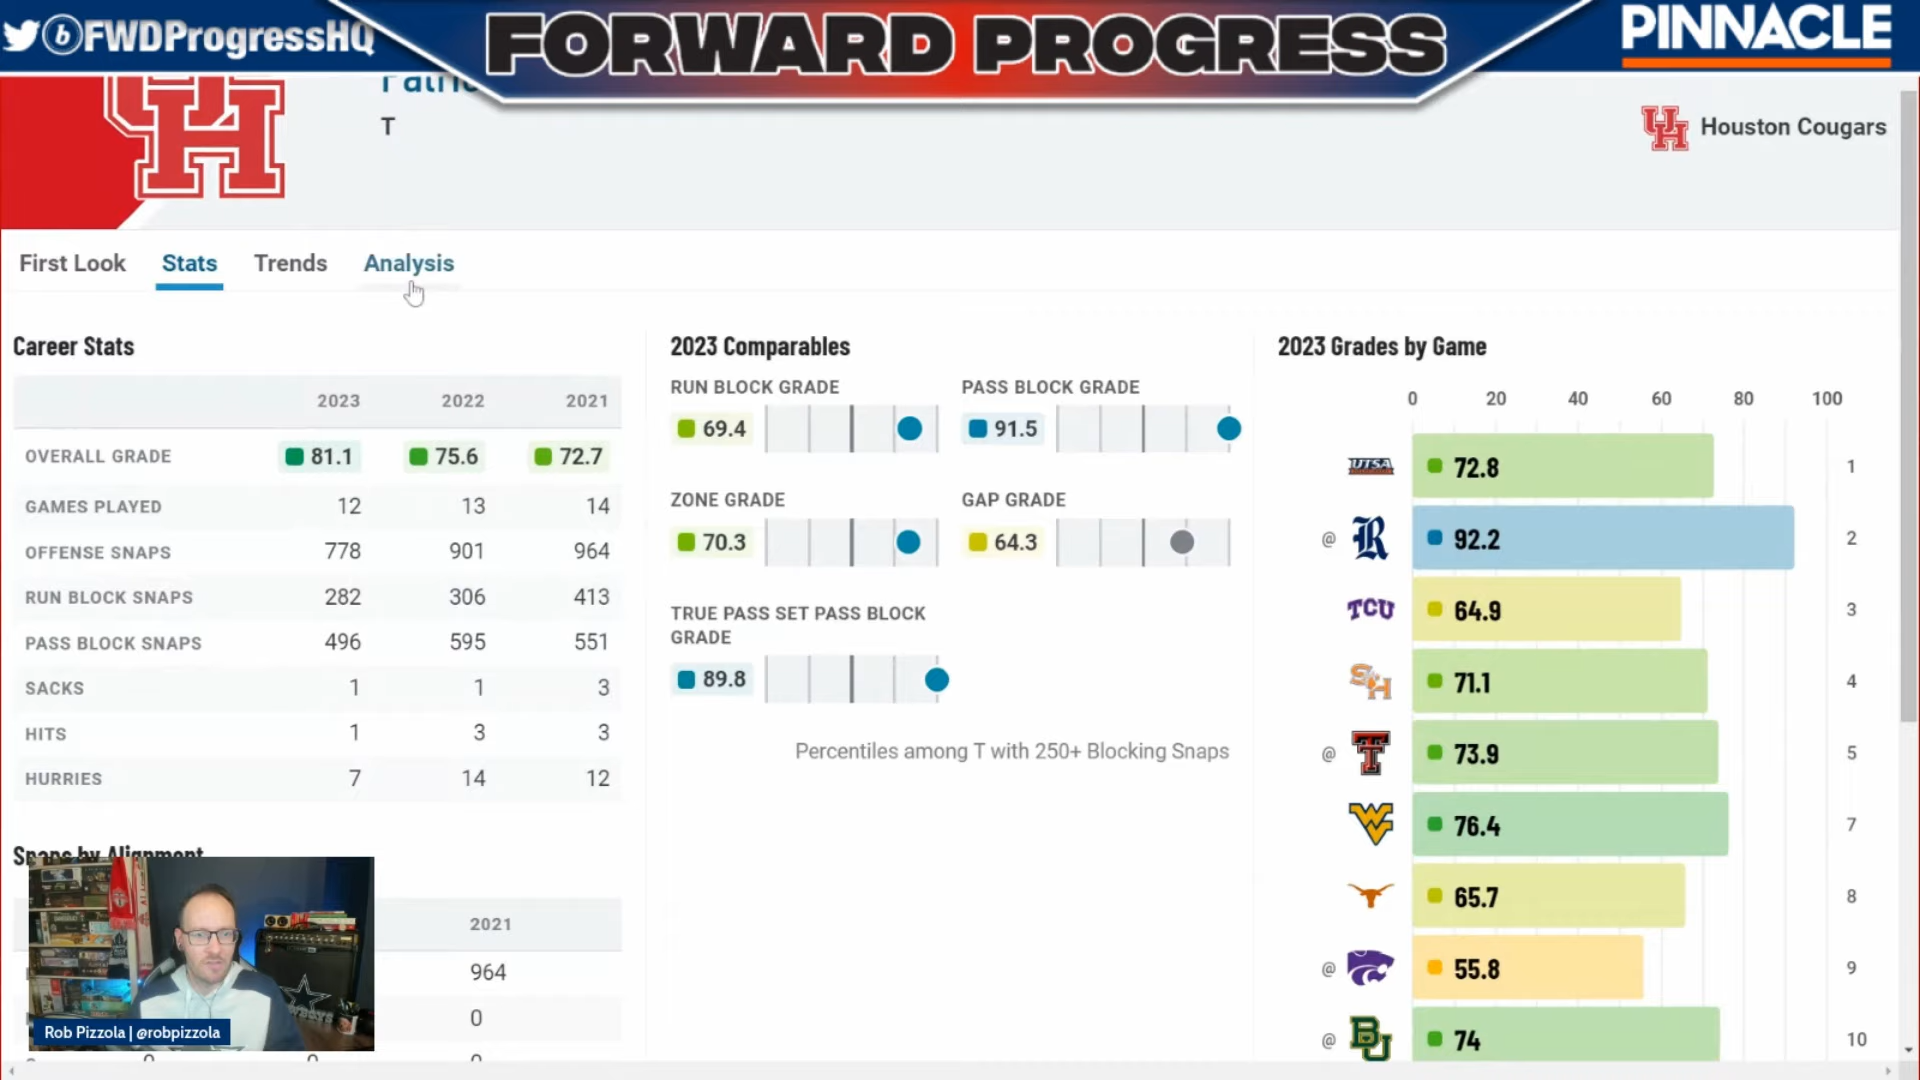 @FWDProgressHQ
FORWARD PROGRESS
PINNACLE
T
Houston Cougars
First Look
Stats
Trends
Analysis
Career Stats
2023 2022 2021
OVERALL GRADE 81.1 75.6 72.7
GAMES PLAYED 12 13 14
OFFENSE SNAPS 778 901 964
RUN BLOCK SNAPS 282 306 413
PASS BLOCK SNAPS 496 595 551
SACKS 1 1 3
HITS 1 3 3
HURRIES 7 14 12
Snaps by Alignment
2021
964
0
Rob Pizzola | @robpizzola
2023 Comparables
RUN BLOCK GRADE
69.4
PASS BLOCK GRADE
91.5
ZONE GRADE
70.3
GAP GRADE
64.3
TRUE PASS SET PASS BLOCK
GRADE
89.8
Percentiles among T with 250+ Blocking Snaps
2023 Grades by Game
0 20 40 60 80 100
UTSA 72.8 1
@ R 92.2 2
TCU 64.9 3
SH 71.1 4
@ T 73.9 5
WV 76.4 7
65.7 8
@ 55.8 9
@ BU 74 10